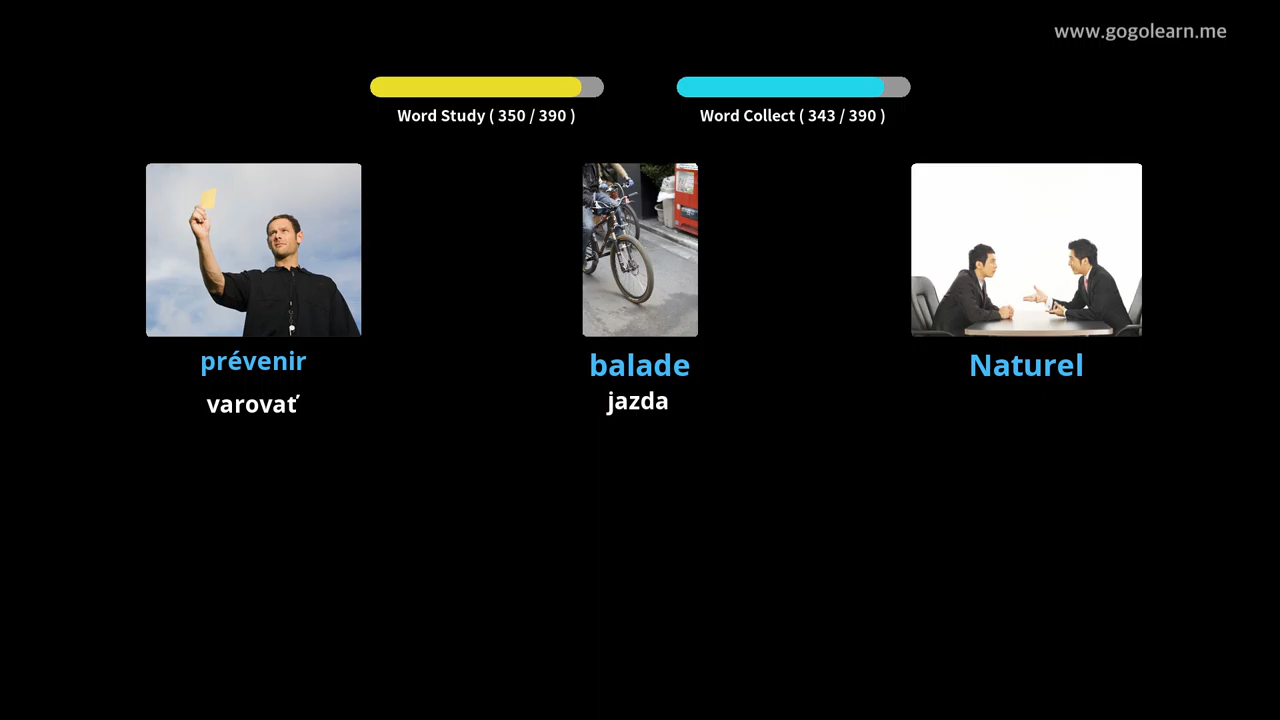 www.gogolearn.me
Word Study ( 350 / 390 )
Word Collect ( 343 / 390 )
prévenir
balade
Naturel
varovať
jazda